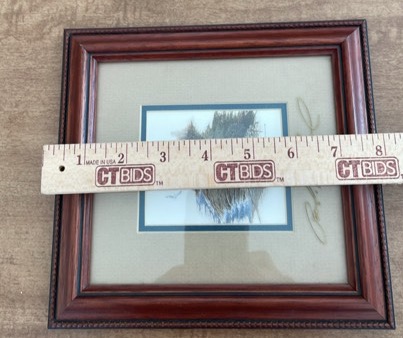 1 MADE IN USA 2 3 4 5 6 7 8
CTBIDS TM CTBIDS TM CTBIDS